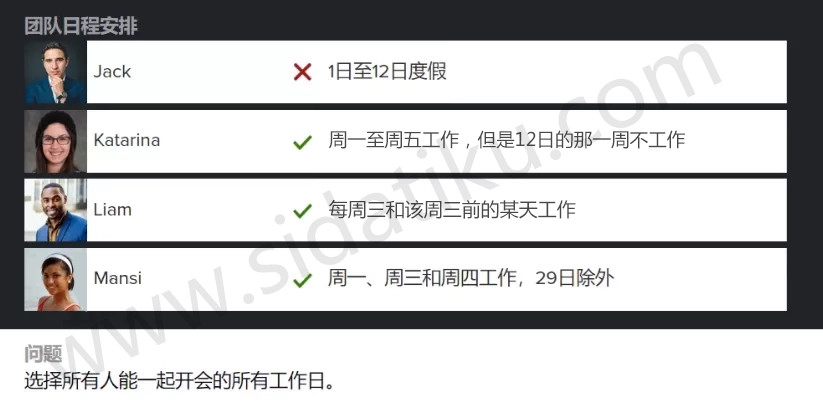 团队日程安排
Jack 1日至12日度假
Katarina 周一至周五工作，但是12日的那一周不工作
Liam 每周三和该周三前的某天工作
Mansi 周一、周三和周四工作，29日除外
www.sidatiku.com
问题
选择所有人能一起开会的所有工作日。